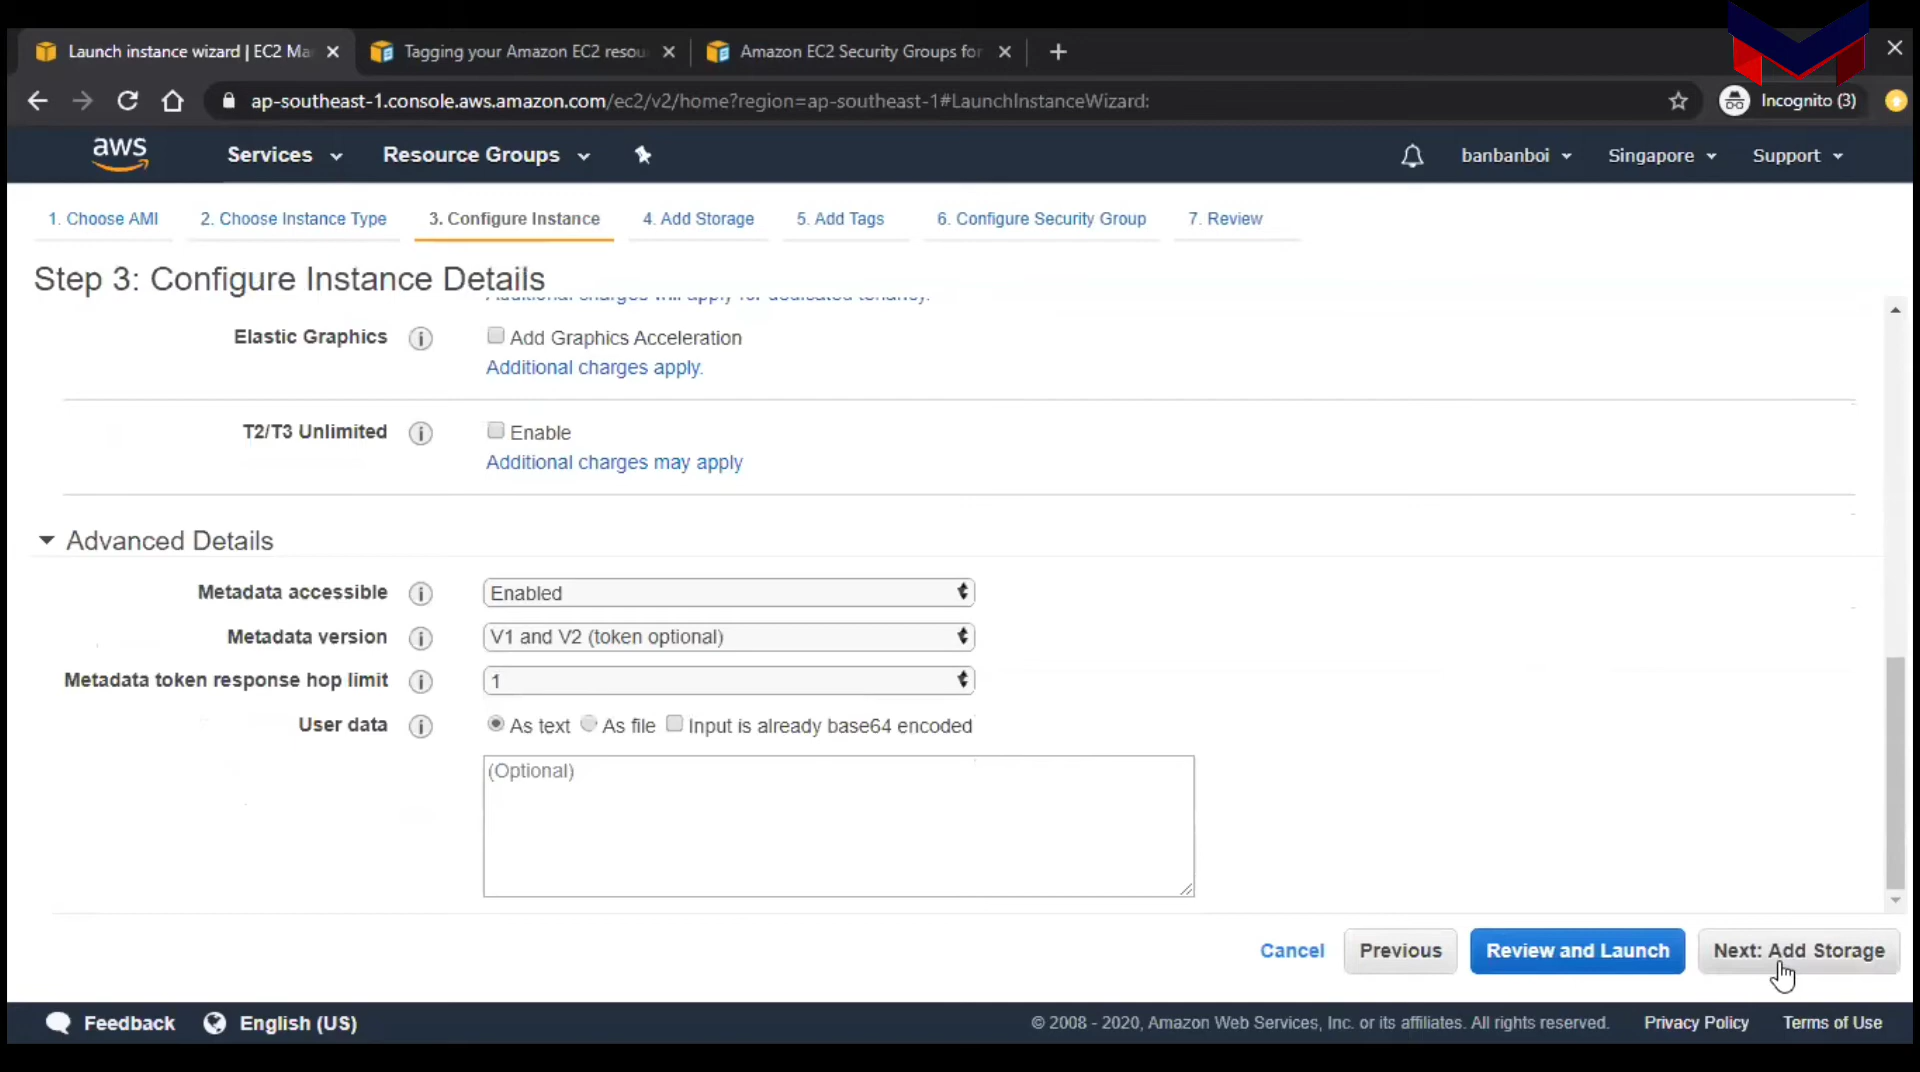 Launch instance wizard | EC2 Ma
Tagging your Amazon EC2 resou
Amazon EC2 Security Groups for
ap-southeast-1.console.aws.amazon.com/ec2/v2/home?region=ap-southeast-1#LaunchInstanceWizard:
Incognito (3)
aws
Services
Resource Groups
banbanboi
Singapore
Support
1. Choose AMI
2. Choose Instance Type
3. Configure Instance
4. Add Storage
5. Add Tags
6. Configure Security Group
7. Review
Step 3: Configure Instance Details
Additional charges will apply for dedicated tenancy.
Elastic Graphics
Add Graphics Acceleration
Additional charges apply.
T2/T3 Unlimited
Enable
Additional charges may apply
Advanced Details
Metadata accessible
Enabled
Metadata version
V1 and V2 (token optional)
Metadata token response hop limit
1
User data
As text
As file
Input is already base64 encoded
(Optional)
Cancel
Previous
Review and Launch
Next: Add Storage
Feedback
English (US)
© 2008 - 2020, Amazon Web Services, Inc. or its affiliates. All rights reserved.
Privacy Policy
Terms of Use